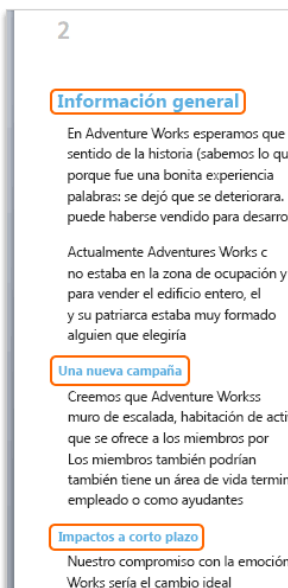 2
Información general
En Adventure Works esperamos que
sentido de la historia (sabemos lo qu
porque fue una bonita experiencia
palabras: se dejó que se deteriorara.
puede haberse vendido para desarro
Actualmente Adventures Works c
no estaba en la zona de ocupación y
para vender el edificio entero, el
y su patriarca estaba muy formado
alguien que elegiría
Una nueva campaña
Creemos que Adventure Workss
muro de escalada, habitación de acti
que se ofrece a los miembros por
Los miembros también podrían
también tiene un área de vida termin
empleado o como ayudantes
Impactos a corto plazo
Nuestro compromiso con la emoción
Works sería el cambio ideal